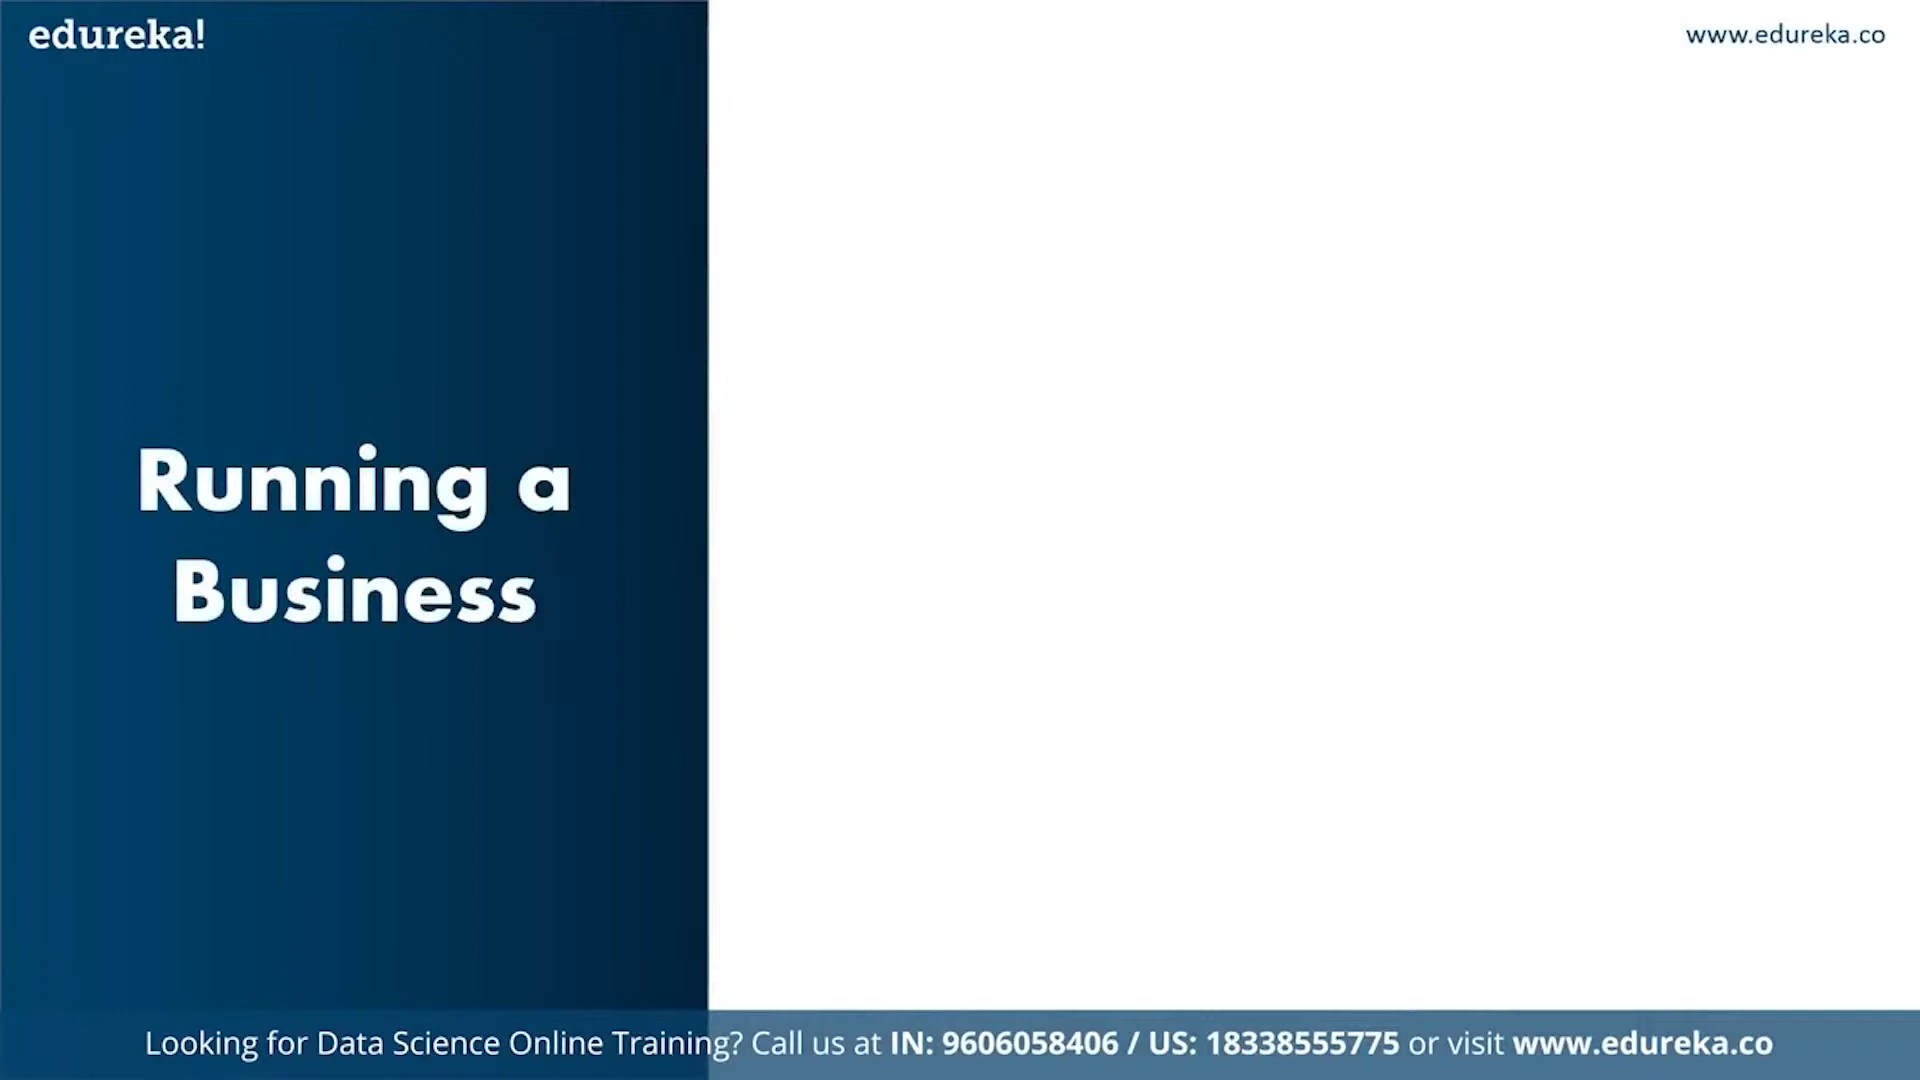 edureka!
www.edureka.co
Running a
Business
Looking for Data Science Online Training? Call us at IN: 9606058406 / US: 18338555775 or visit www.edureka.co